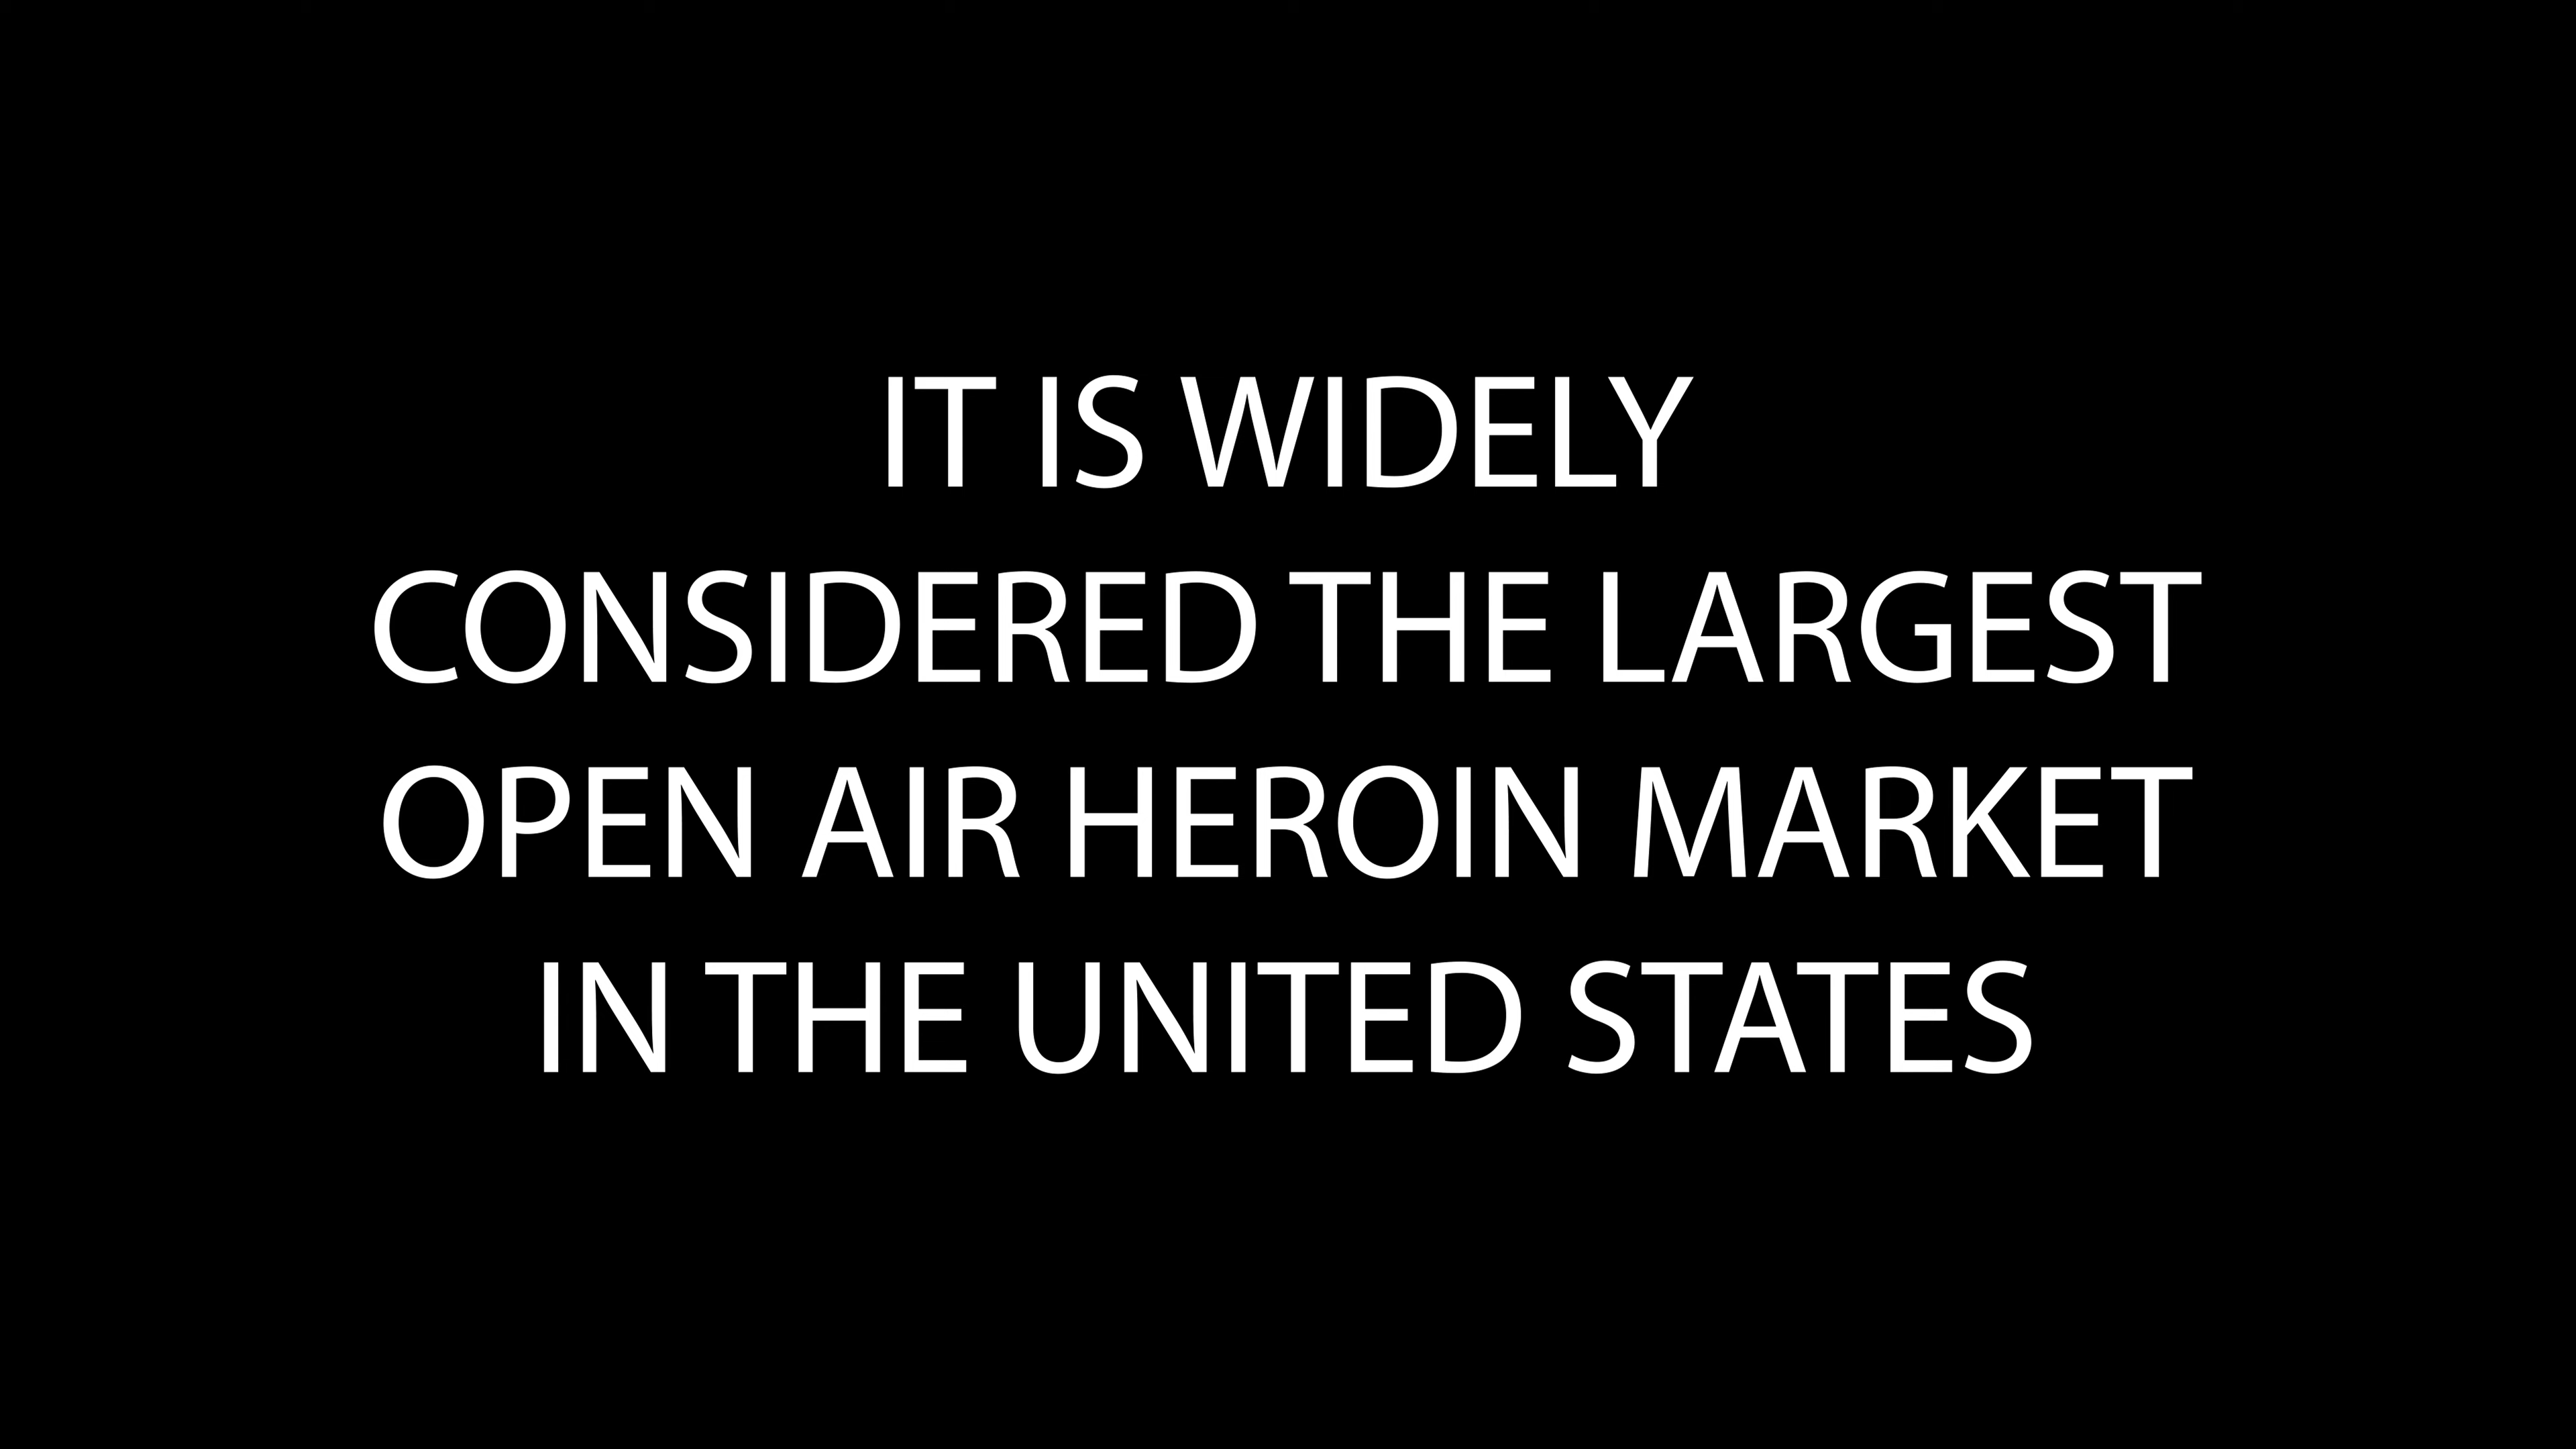 IT IS WIDELY
CONSIDERED THE LARGEST
OPEN AIR HEROIN MARKET
IN THE UNITED STATES